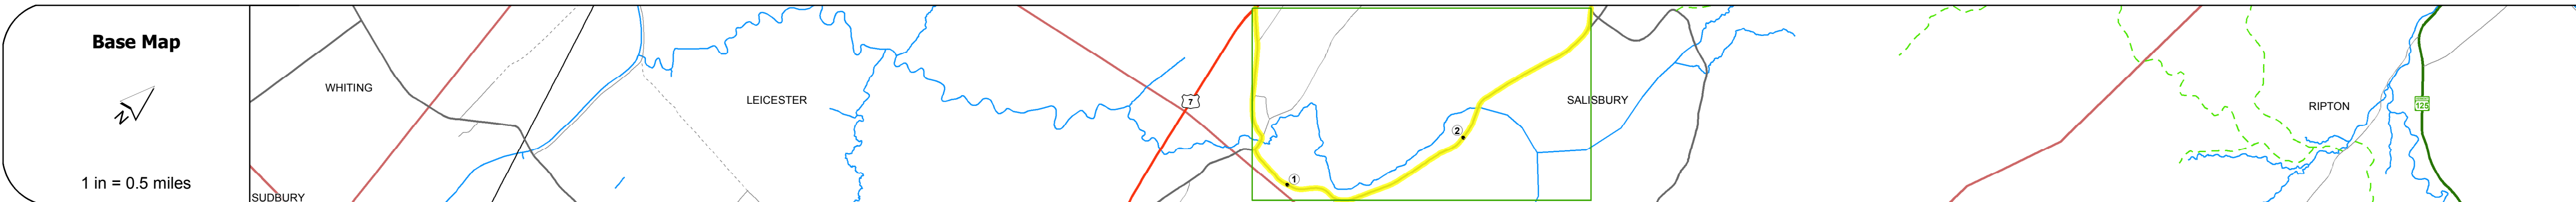 Base Map
N
1 in = 0.5 miles
WHITING
SUDBURY
LEICESTER
7
1
2
SALISBURY
RIPTON
125